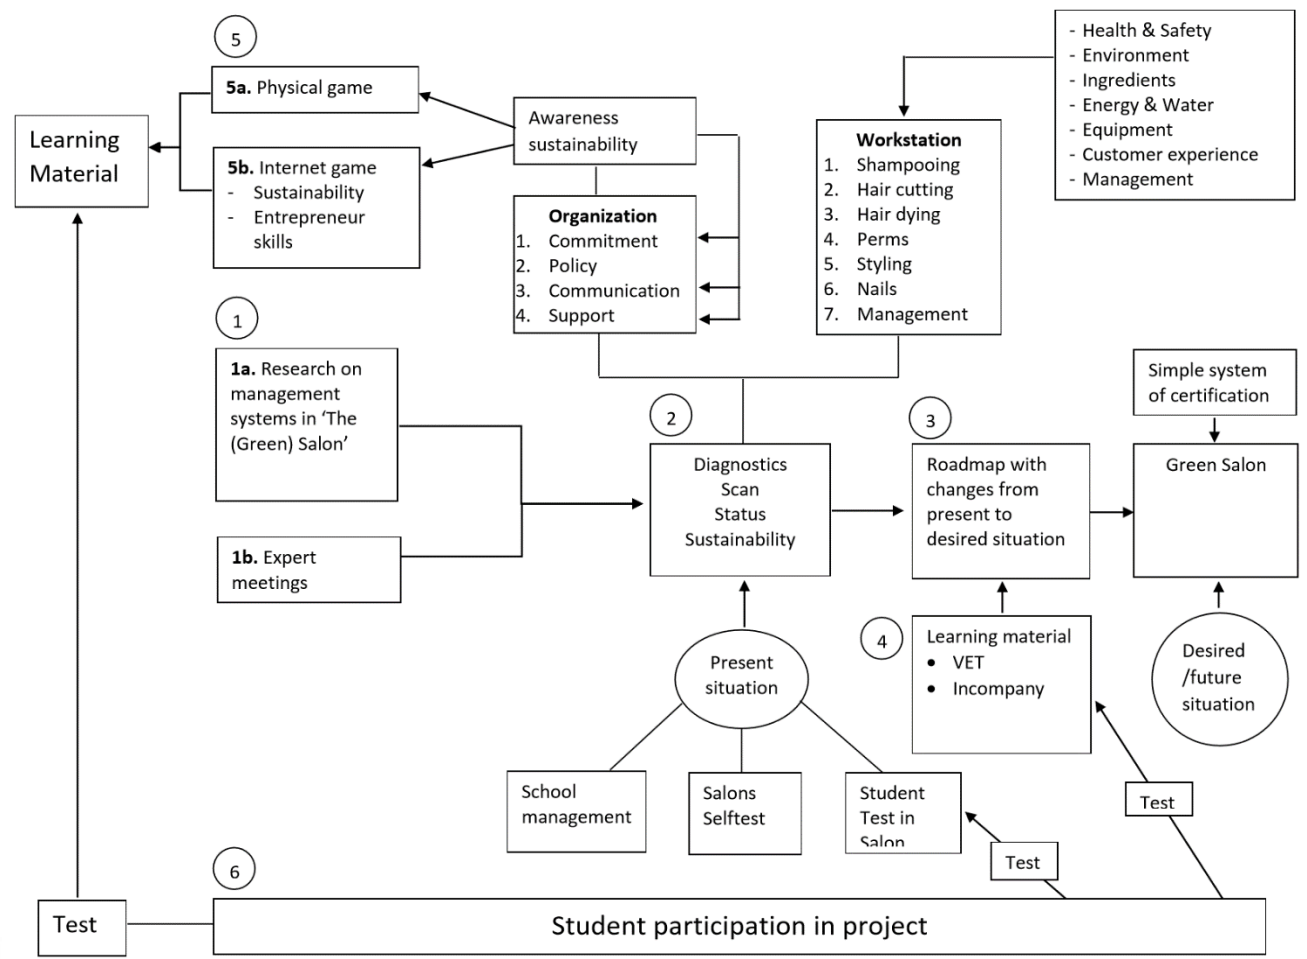 5
5a. Physical game
Learning
Material
5b. Internet game
- Sustainability
- Entrepreneur
skills
Awareness
sustainability
Organization
1. Commitment
2. Policy
3. Communication
4. Support
Workstation
1. Shampooing
2. Hair cutting
3. Hair dying
4. Perms
5. Styling
6. Nails
7. Management
- Health & Safety
- Environment
- Ingredients
- Energy & Water
- Equipment
- Customer experience
- Management
1
1a. Research on
management
systems in ‘The
(Green) Salon’
1b. Expert
meetings
2
Diagnostics
Scan
Status
Sustainability
3
Roadmap with
changes from
present to
desired situation
Simple system
of certification
Green Salon
4
Learning material
• VET
• Incompany
Desired
/future
situation
Present
situation
School
management
Salons
Selftest
Student
Test in
Salon
Test
Test
6
Test
Student participation in project